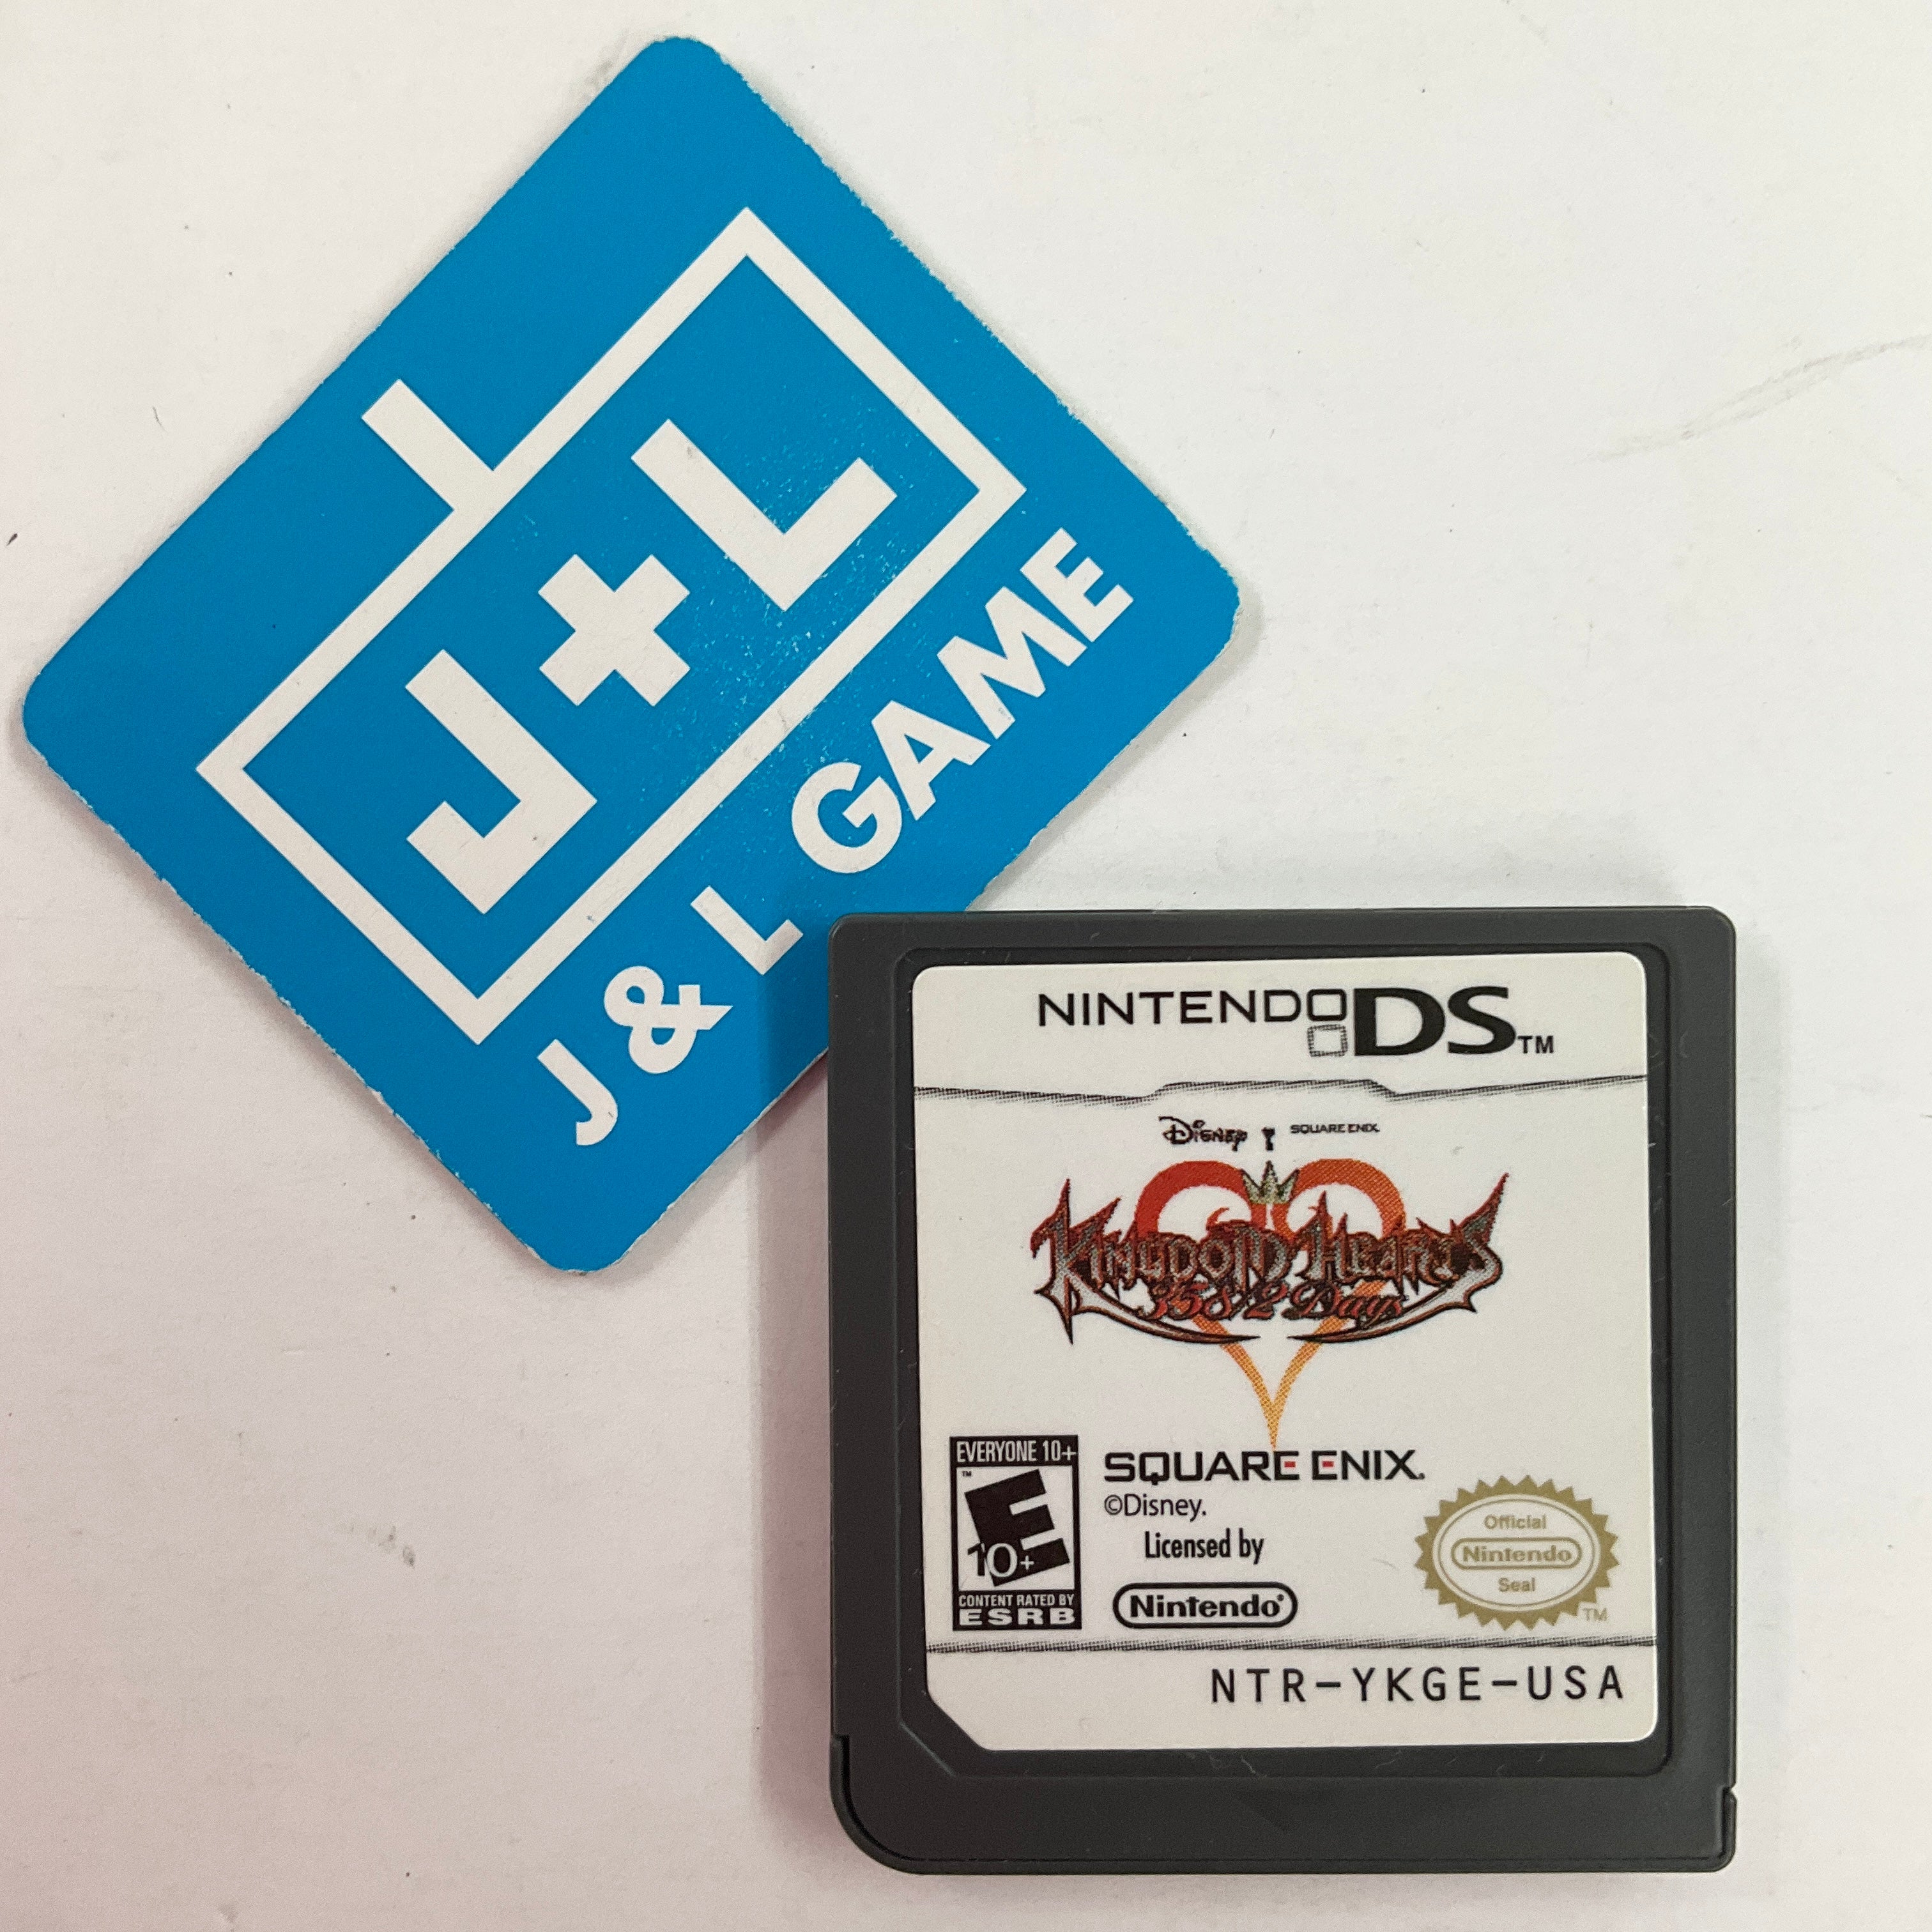 J+L
J & L GAME
NINTENDO DS™
Disney SQUARE ENIX
KINGDOM HEARTS
358/2 Days
EVERYONE 10+
™
E
10+
CONTENT RATED BY
ESRB
SQUARE ENIX.
©Disney.
Licensed by
Nintendo®
Official
Nintendo
Seal
TM
NTR-YKGE-USA